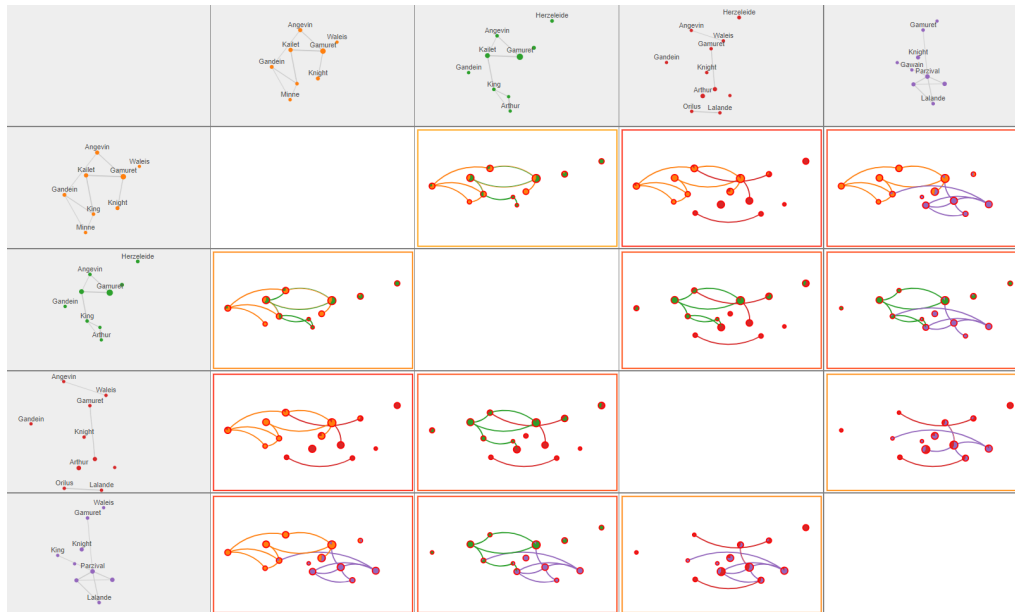 Angevin
Kailet
Gamuret
Waleis
Gandein
Knight
Minne
Herzeleide
Angevin
Kailet
Gamuret
Gandein
King
Arthur
Herzeleide
Angevin
Waleis
Gamuret
Gandein
Knight
Arthur
Orilus
Lalande
Gamuret
Knight
Gawain
Parzival
Lalande
Angevin
Waleis
Kailet
Gamuret
Gandein
King
Knight
Minne
Herzeleide
Angevin
Gamuret
Gandein
King
Arthur
Angevin
Waleis
Gamuret
Gandein
Knight
Arthur
Orilus
Lalande
Waleis
Gamuret
Knight
King
Parzival
Lalande